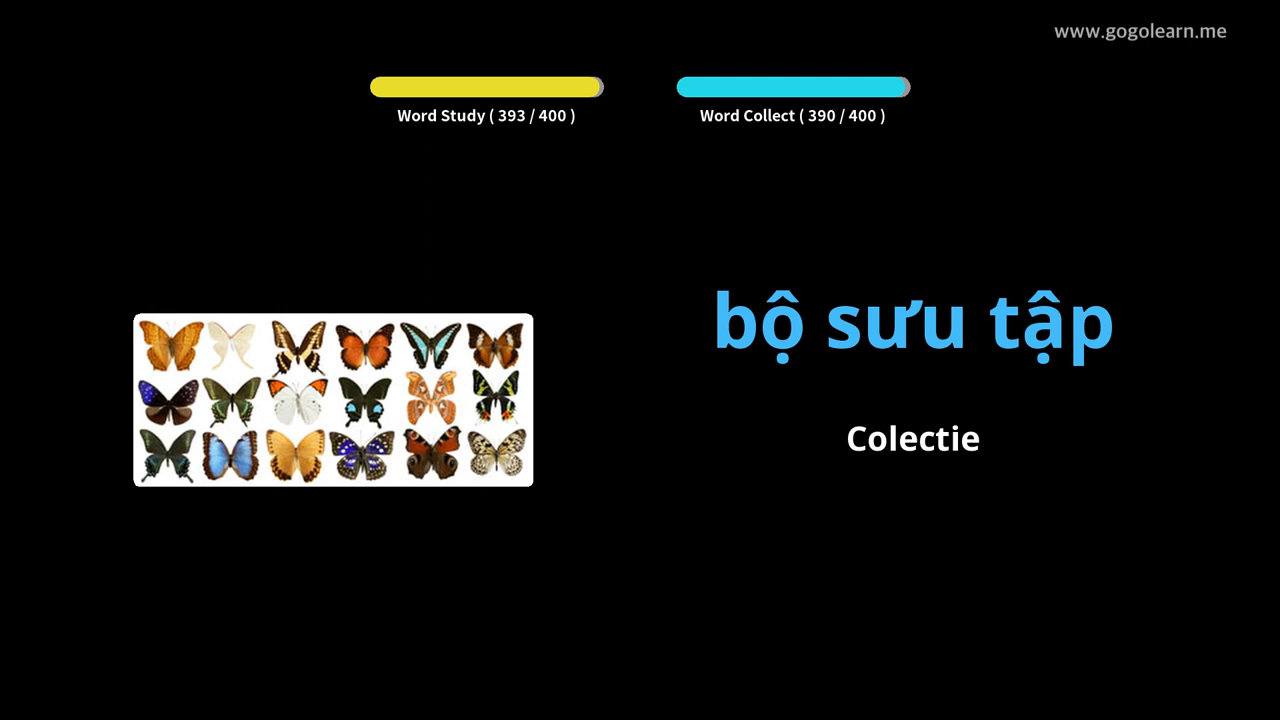 www.gogolearn.me
Word Study ( 393 / 400 )
Word Collect ( 390 / 400 )
bộ sưu tập
Colectie